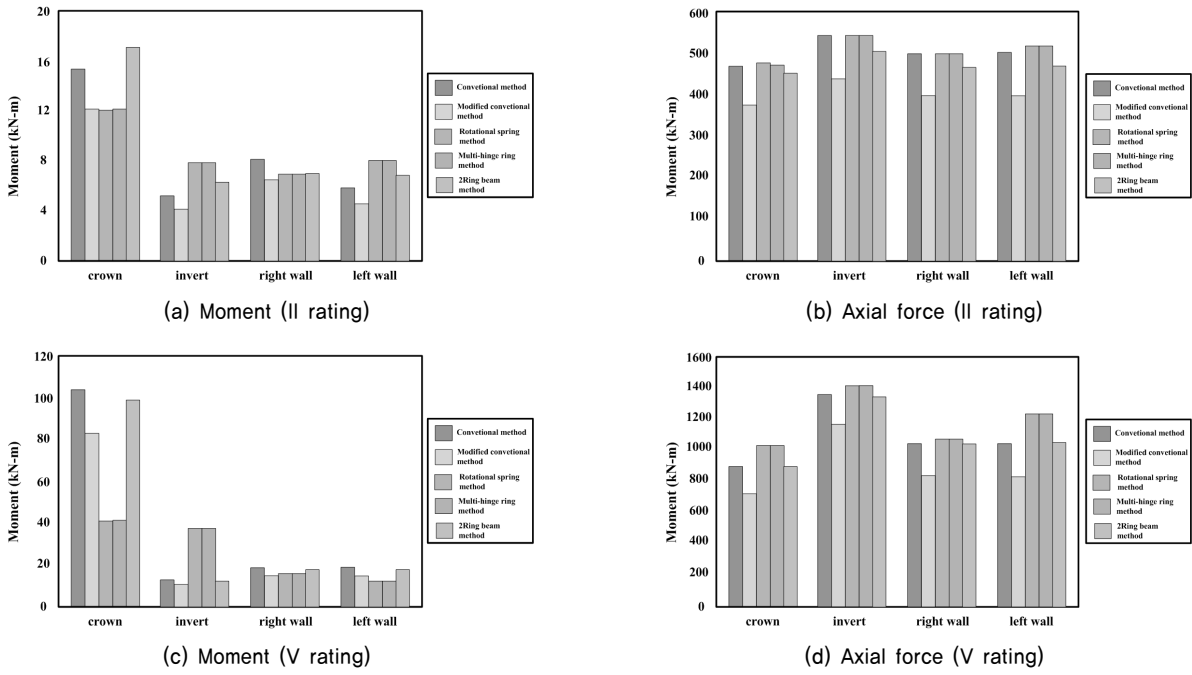 20
16
12
8
4
0
Moment (kN-m)
crown invert right wall left wall
Convetional method
Modified convetional
method
Rotational spring
method
Multi-hinge ring
method
2Ring beam
method
(a) Moment (II rating)
600
500
400
300
200
100
0
Moment (kN-m)
crown invert right wall left wall
Convetional method
Modified convetional
method
Rotational spring
method
Multi-hinge ring
method
2Ring beam
method
(b) Axial force (II rating)
120
100
80
60
40
20
0
Moment (kN-m)
crown invert right wall left wall
Convetional method
Modified convetional
method
Rotational spring
method
Multi-hinge ring
method
2Ring beam
method
(c) Moment (V rating)
1600
1400
1200
1000
800
600
400
200
0
Moment (kN-m)
crown invert right wall left wall
Convetional method
Modified convetional
method
Rotational spring
method
Multi-hinge ring
method
2Ring beam
method
(d) Axial force (V rating)